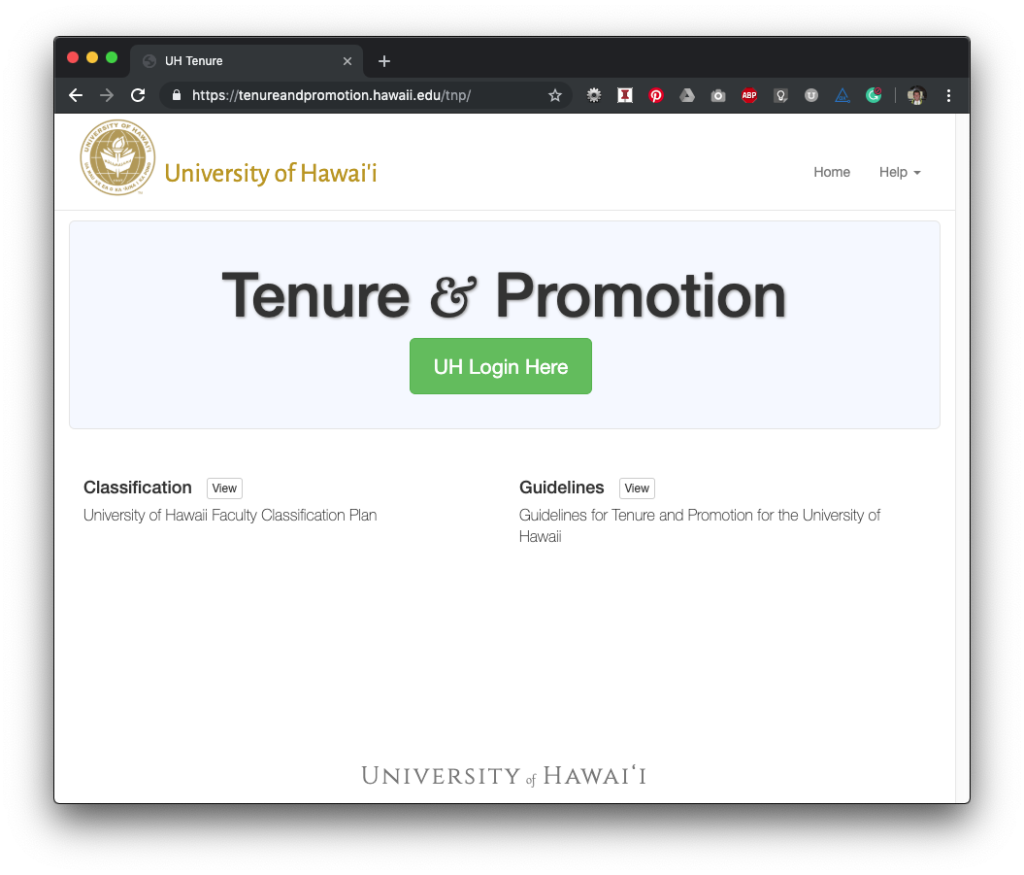 UH Tenure
https://tenureandpromotion.hawaii.edu/tnp/
ABP
University of Hawai'i
Home Help
Tenure & Promotion
UH Login Here
Classification View
University of Hawaii Faculty Classification Plan
Guidelines View
Guidelines for Tenure and Promotion for the University of
Hawaii
University of Hawaiʻi